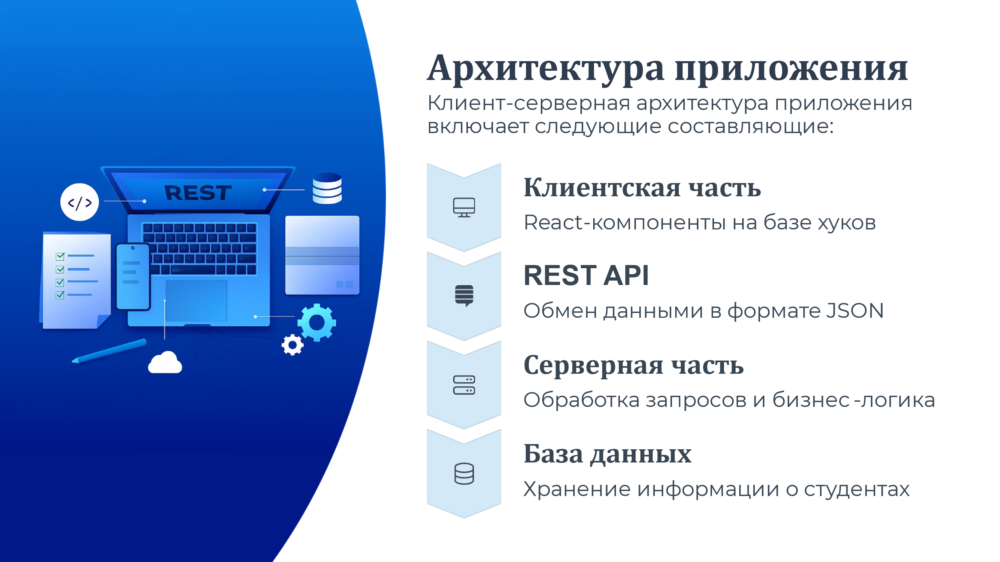 Архитектура приложения
Клиент-серверная архитектура приложения
включает следующие составляющие:
REST
</>
Клиентская часть
React-компоненты на базе хуков
REST API
Обмен данными в формате JSON
Серверная часть
Обработка запросов и бизнес -логика
База данных
Хранение информации о студентах